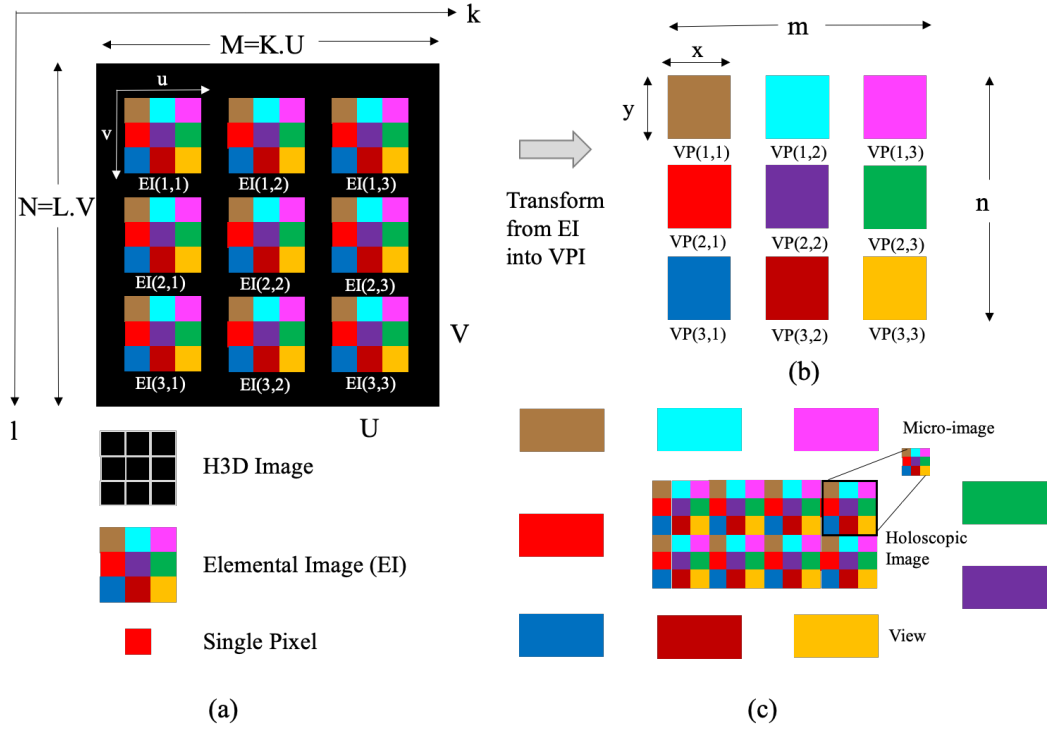 k
M=K.U
u
v
EI(1,1)
EI(1,2)
EI(1,3)
N=L.V
EI(2,1)
EI(2,2)
EI(2,3)
EI(3,1)
EI(3,2)
EI(3,3)
V
U
l
H3D Image
Elemental Image (EI)
Single Pixel
(a)
Transform
from EI
into VPI
m
x
y
n
VP(1,1)
VP(1,2)
VP(1,3)
VP(2,1)
VP(2,2)
VP(2,3)
VP(3,1)
VP(3,2)
VP(3,3)
(b)
Micro-image
Holoscopic
Image
View
(c)